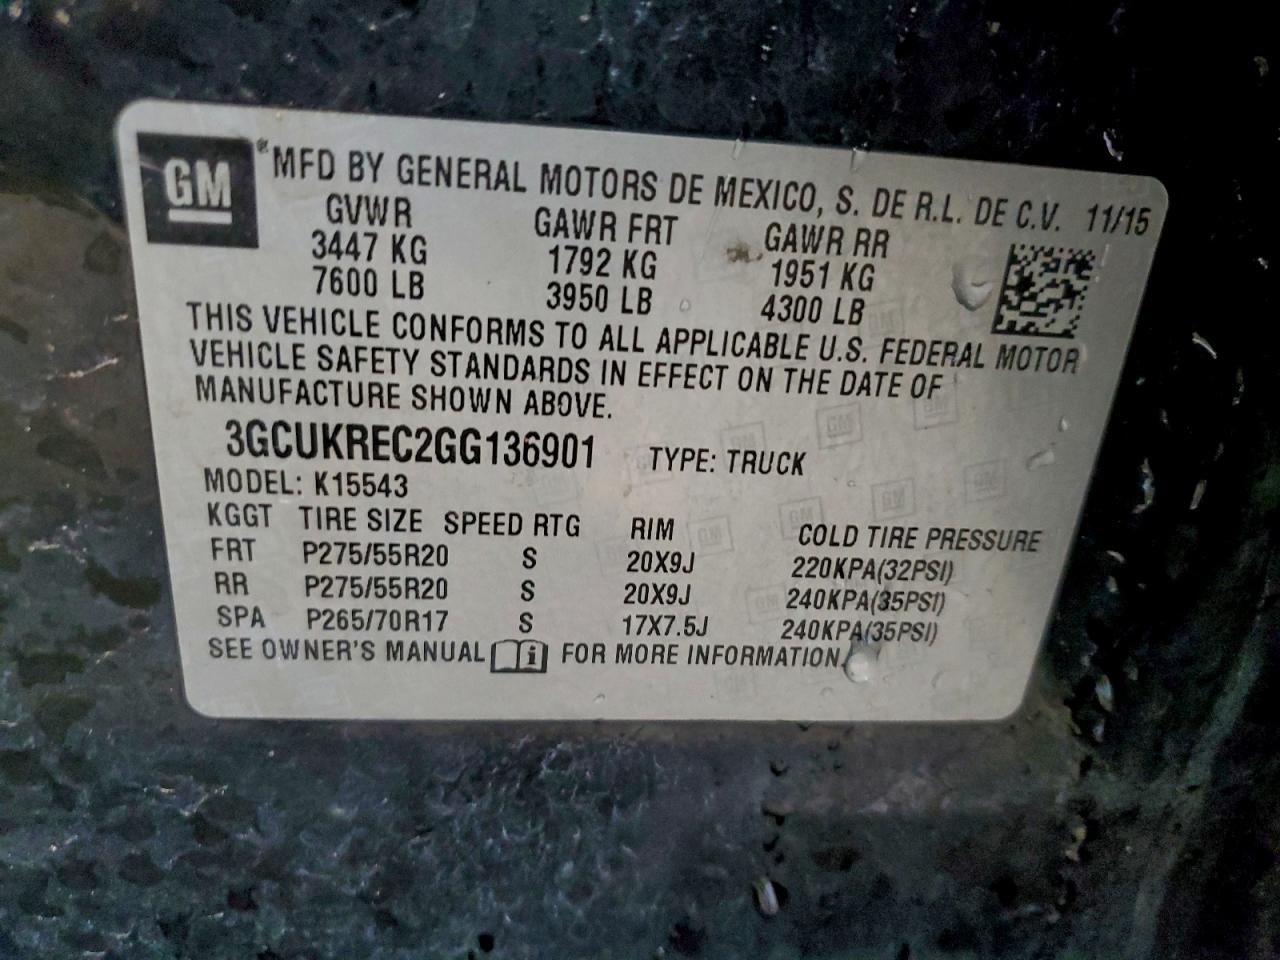 GM ® MFD BY GENERAL MOTORS DE MEXICO, S. DE R.L. DE C.V. 11/15
GVWR GAWR FRT GAWR RR
3447 KG 1792 KG 1951 KG
7600 LB 3950 LB 4300 LB
THIS VEHICLE CONFORMS TO ALL APPLICABLE U.S. FEDERAL MOTOR
VEHICLE SAFETY STANDARDS IN EFFECT ON THE DATE OF
MANUFACTURE SHOWN ABOVE.
3GCUKREC2GG136901 TYPE: TRUCK
MODEL: K15543
KGGT TIRE SIZE SPEED RTG RIM COLD TIRE PRESSURE
FRT P275/55R20 S 20X9J 220KPA(32PSI)
RR P275/55R20 S 20X9J 240KPA(35PSI)
SPA P265/70R17 S 17X7.5J 240KPA(35PSI)
SEE OWNER'S MANUAL i FOR MORE INFORMATION.